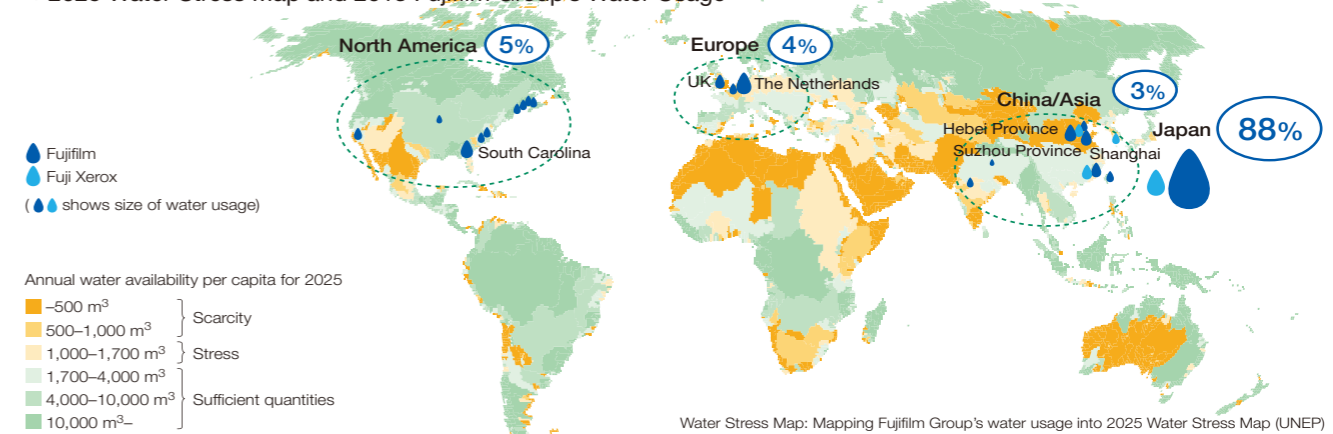 North America 5%
Europe 4%
UK
The Netherlands
China/Asia 3%
Hebei Province
Suzhou Province
Shanghai
Japan 88%
South Carolina
Fujifilm
Fuji Xerox
( shows size of water usage)
Annual water availability per capita for 2025
–500 m³
500–1,000 m³
Scarcity
1,000–1,700 m³
Stress
1,700–4,000 m³
4,000–10,000 m³
Sufficient quantities
10,000 m³–
Water Stress Map: Mapping Fujifilm Group's water usage into 2025 Water Stress Map (UNEP)